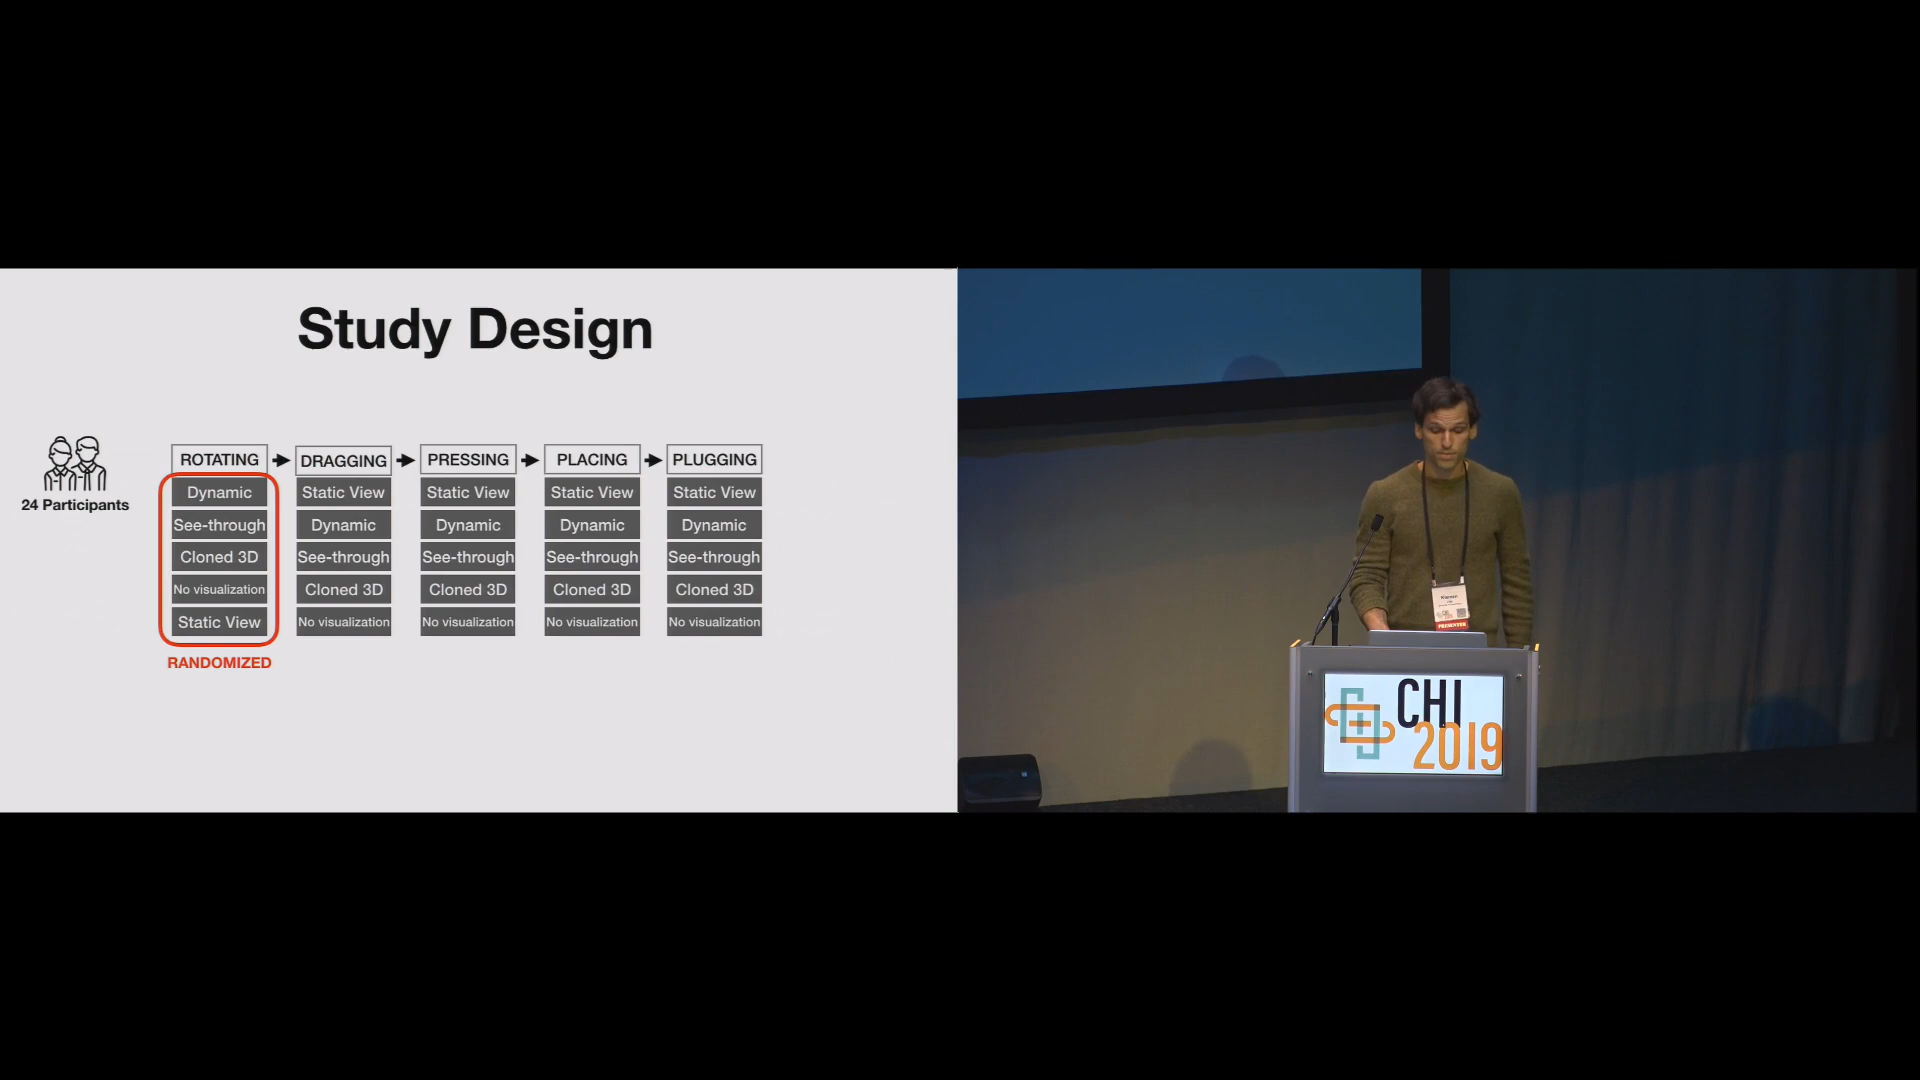 Study Design
24 Participants
ROTATING
DRAGGING
PRESSING
PLACING
PLUGGING
Dynamic
Static View
Static View
Static View
Static View
See-through
Dynamic
Dynamic
Dynamic
Dynamic
Cloned 3D
See-through
See-through
See-through
See-through
No visualization
Cloned 3D
Cloned 3D
Cloned 3D
Cloned 3D
Static View
No visualization
No visualization
No visualization
No visualization
RANDOMIZED
PRESENTER
CHI
2019